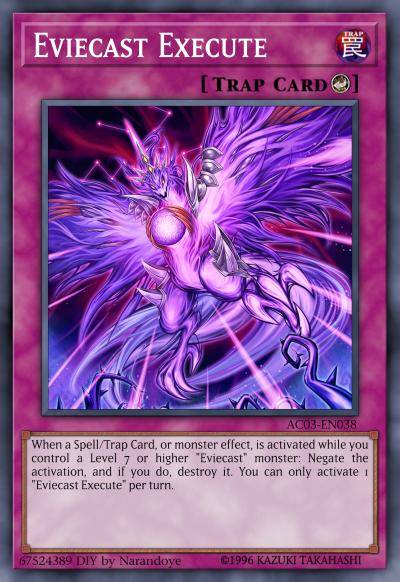 Eviecast Execute
TRAP
罠
[Trap Card]
AC03-EN038
When a Spell/Trap Card, or monster effect, is activated while you
control a Level 7 or higher "Eviecast" monster: Negate the
activation, and if you do, destroy it. You can only activate 1
"Eviecast Execute" per turn.
67524389 DIY by Narandoye ©1996 KAZUKI TAKAHASHI